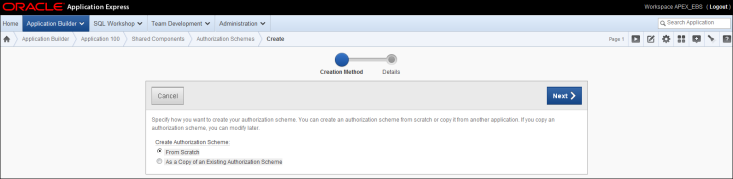 ORACLE Application Express Workspace APEX_EBS (Logout)
Home Application Builder SQL Workshop Team Development Administration Search Application
Application Builder Application 100 Shared Components Authorization Schemes Create Page 1
Creation Method Details
Cancel Next
Specify how you want to create your authorization scheme. You can create an authorization scheme from scratch or copy it from another application. If you copy an
authorization scheme, you can modify later.
Create Authorization Scheme:
From Scratch
As a Copy of an Existing Authorization Scheme